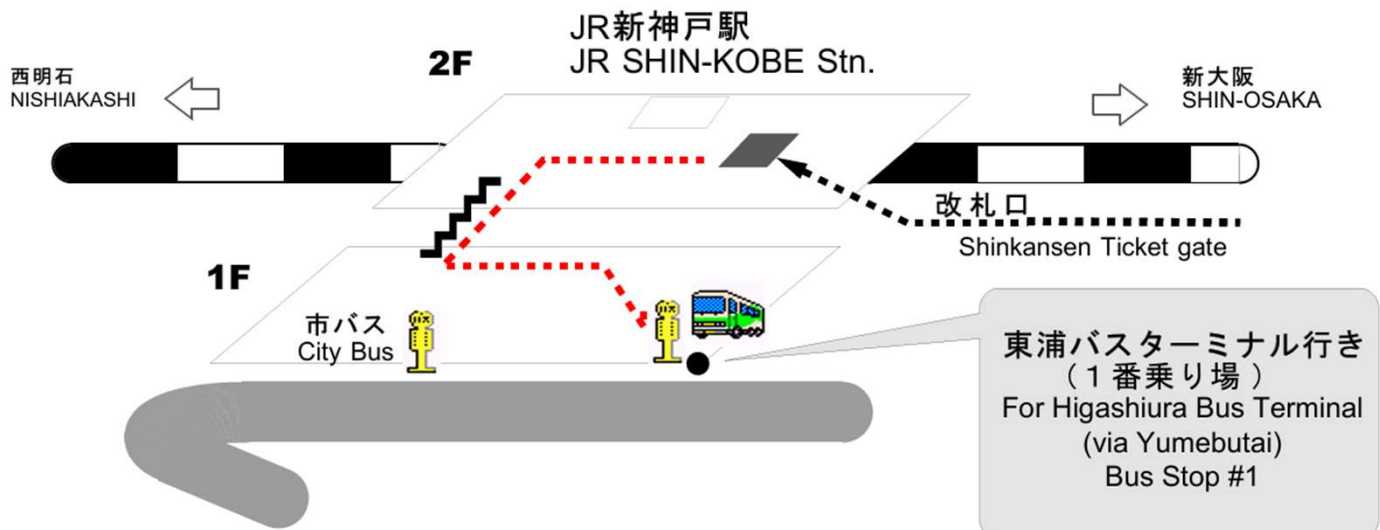 JR新神戸駅
JR SHIN-KOBE Stn.
2F
西明石
NISHIAKASHI
新大阪
SHIN-OSAKA
改札口
Shinkansen Ticket gate
1F
市バス
City Bus
東浦バスターミナル行き
(1番乗り場)
For Higashiura Bus Terminal
(via Yumebutai)
Bus Stop #1